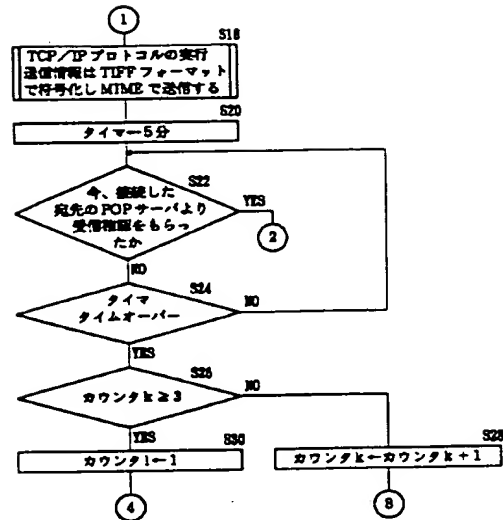 1
S18
TCP/IPプロトコルの実行
送信情報はTIFFフォーマット
で符号化しMIMEで送信する
S20
タイマー5分
S22
今、接続した
宛先のPOPサーバより
受信確認をもらっ
たか
YES
2
NO
S24
タイマ
タイムオーバー
NO
YES
S26
カウンタk≧3
NO
YES
S30
カウンタl←1
S28
カウンタk←カウンタk+1
4
8